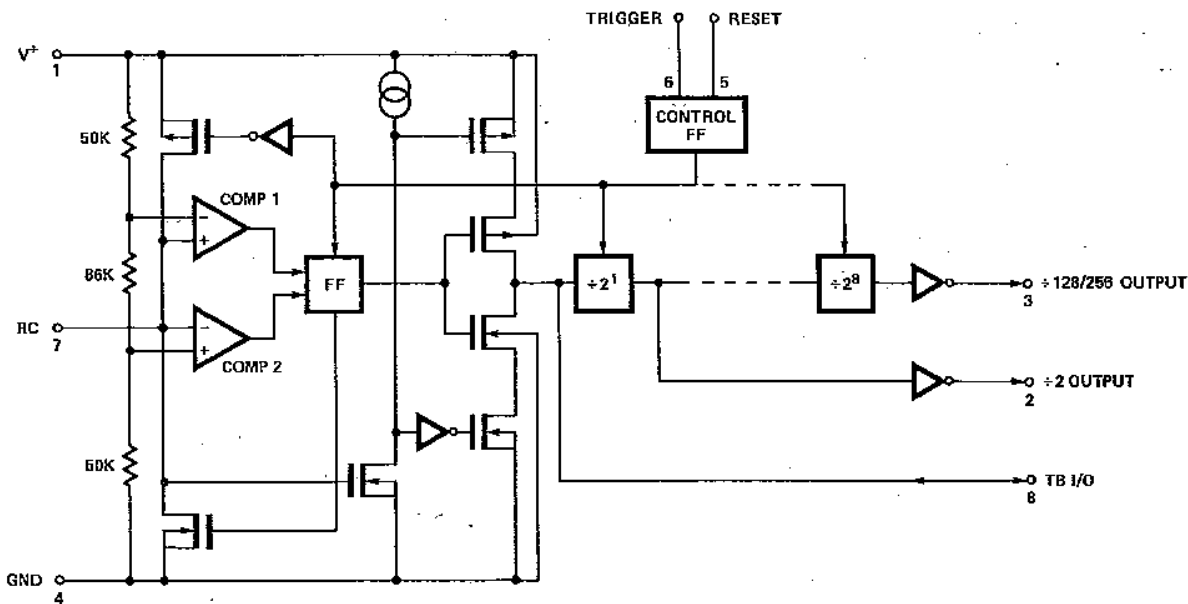 TRIGGER RESET
V+
1
6 5
CONTROL
FF
50K
COMP 1
- +
86K
FF
÷2¹
÷2⁸
÷128/256 OUTPUT
3
RC
7
- +
COMP 2
÷2 OUTPUT
2
50K
TB I/O
8
GND
4